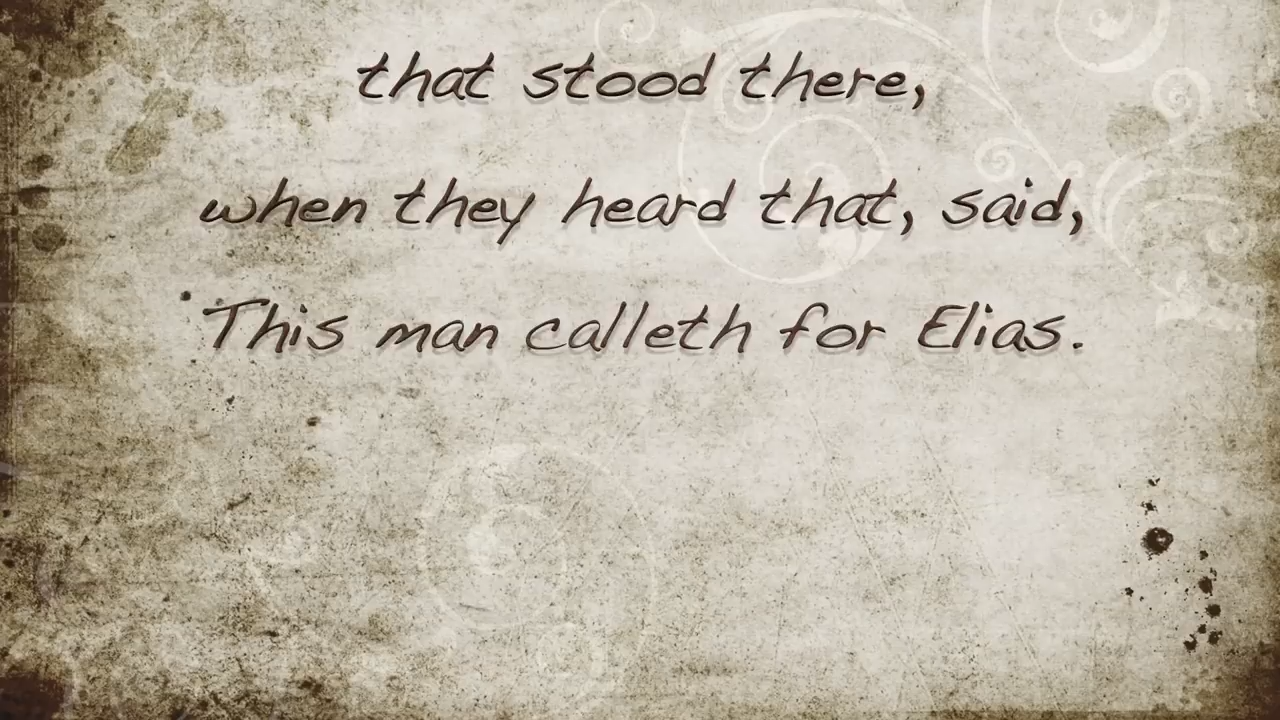 that stood there,
when they heard that, said,
This man calleth for Elias.